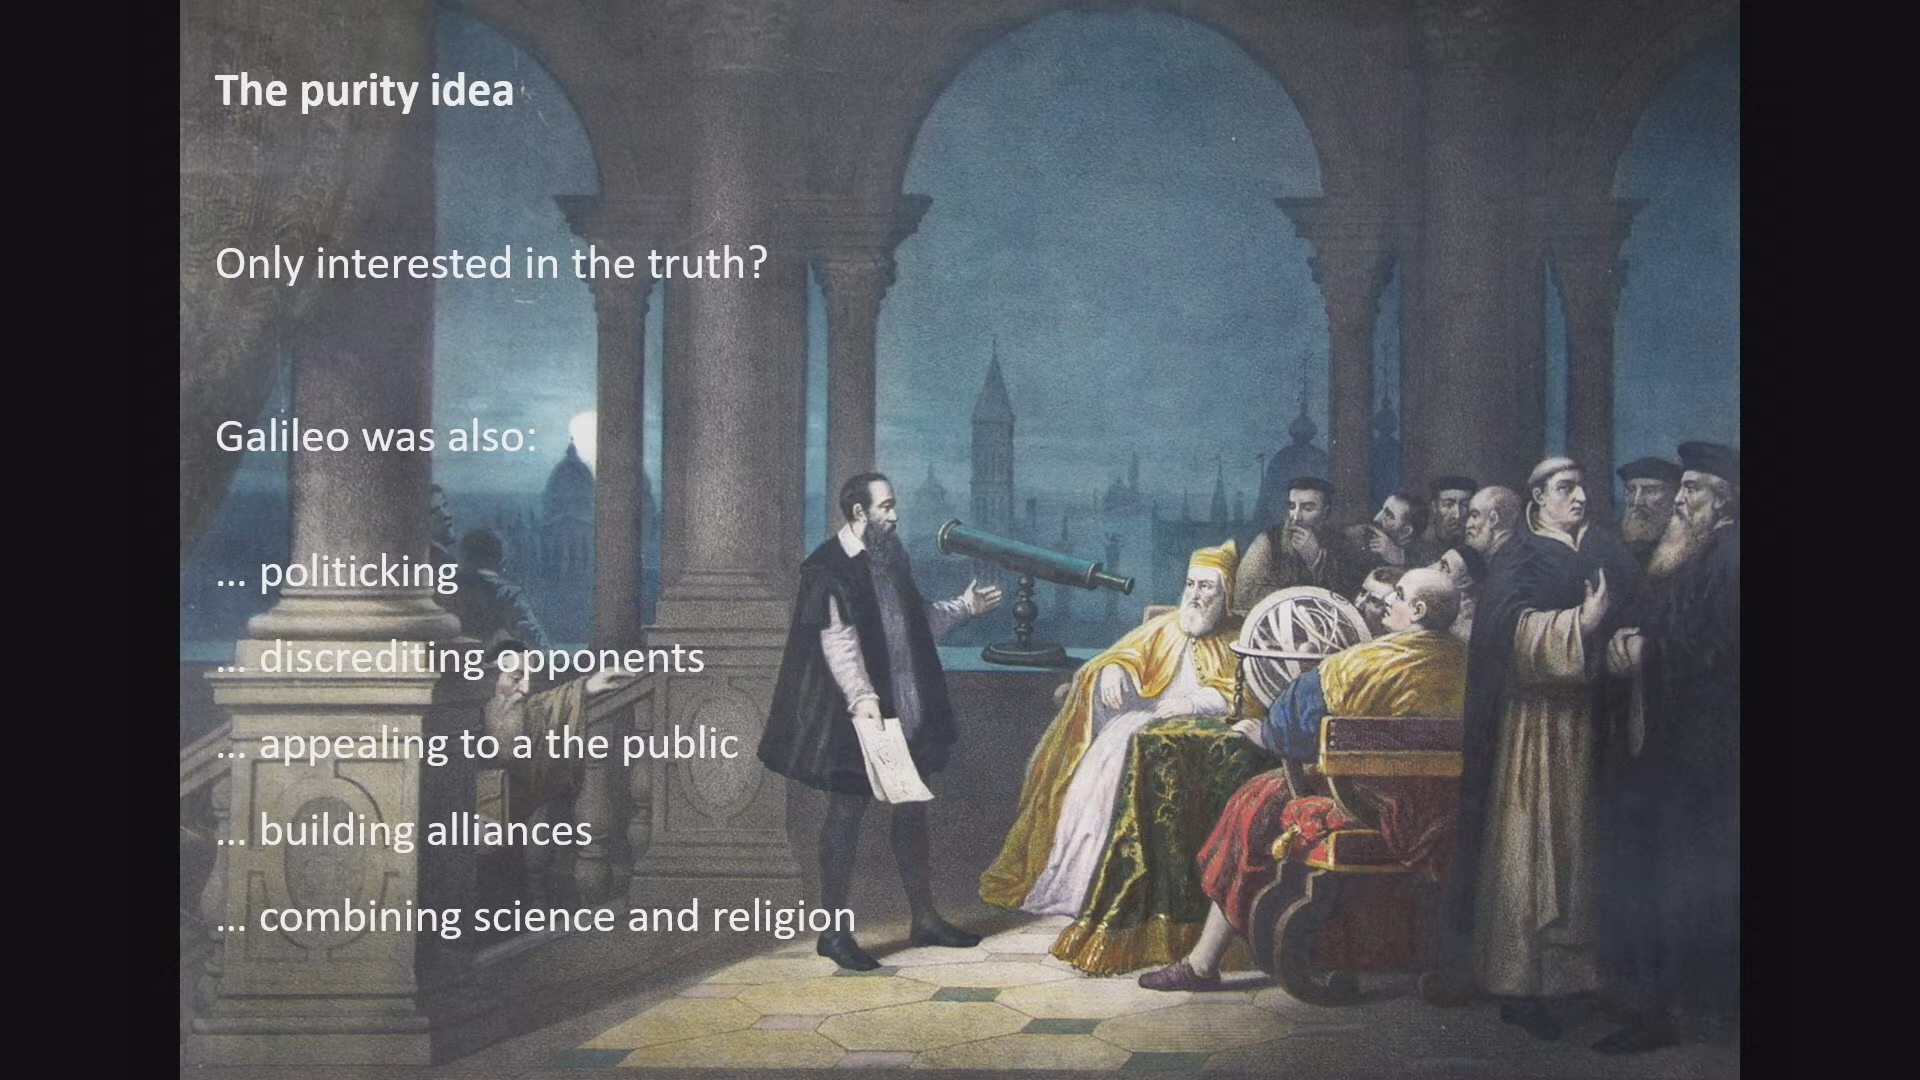 The purity idea
Only interested in the truth?
Galileo was also:
... politicking
... discrediting opponents
... appealing to a the public
... building alliances
... combining science and religion